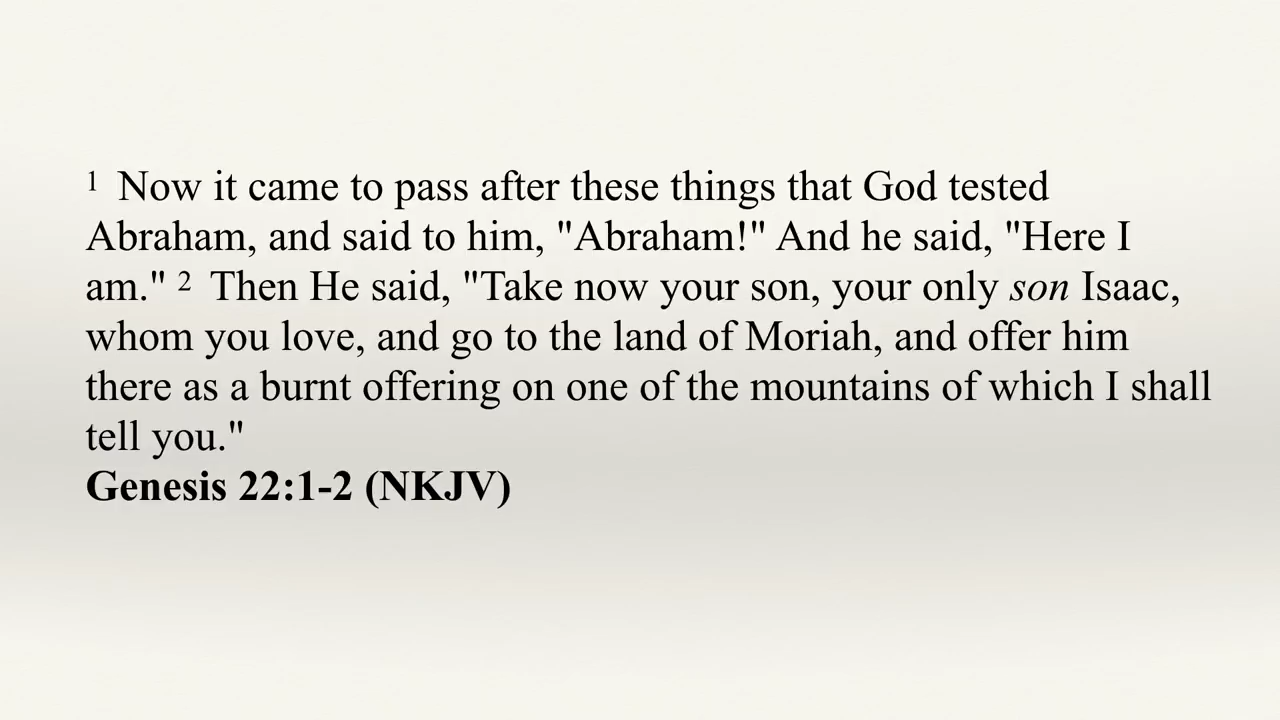 1 Now it came to pass after these things that God tested
Abraham, and said to him, "Abraham!" And he said, "Here I
am." 2 Then He said, "Take now your son, your only son Isaac,
whom you love, and go to the land of Moriah, and offer him
there as a burnt offering on one of the mountains of which I shall
tell you."
Genesis 22:1-2 (NKJV)